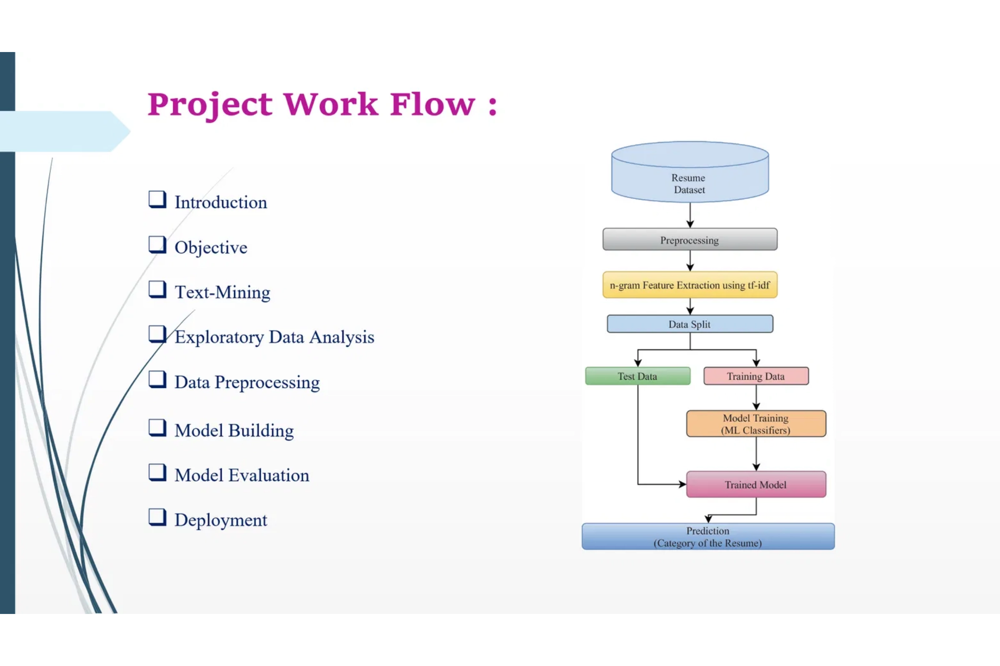 Project Work Flow :
Introduction
Objective
Text-Mining
Exploratory Data Analysis
Data Preprocessing
Model Building
Model Evaluation
Deployment
Resume
Dataset
Preprocessing
n-gram Feature Extraction using tf-idf
Data Split
Test Data
Training Data
Model Training
(ML Classifiers)
Trained Model
Prediction
(Category of the Resume)